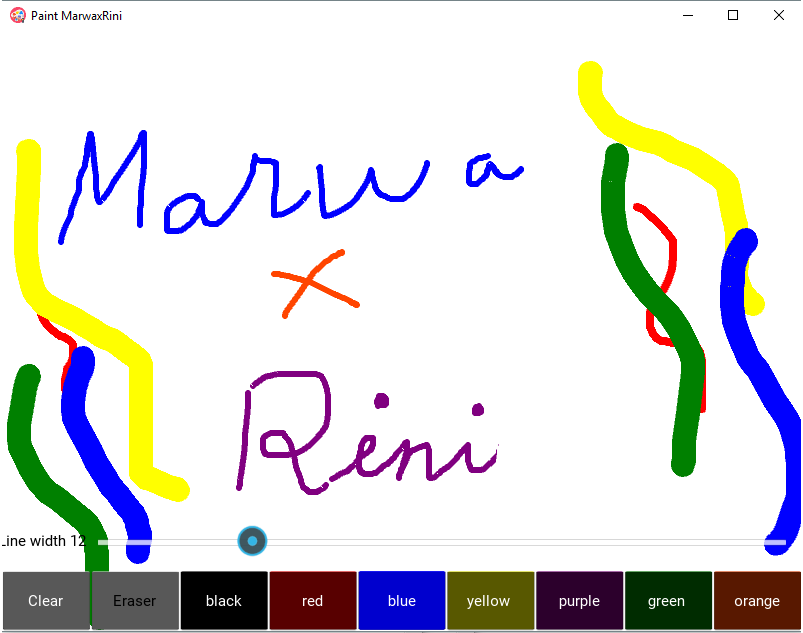 Paint MarwaxRini
Marwa
x
Rini
Line width 12
Clear Eraser black red blue yellow purple green orange